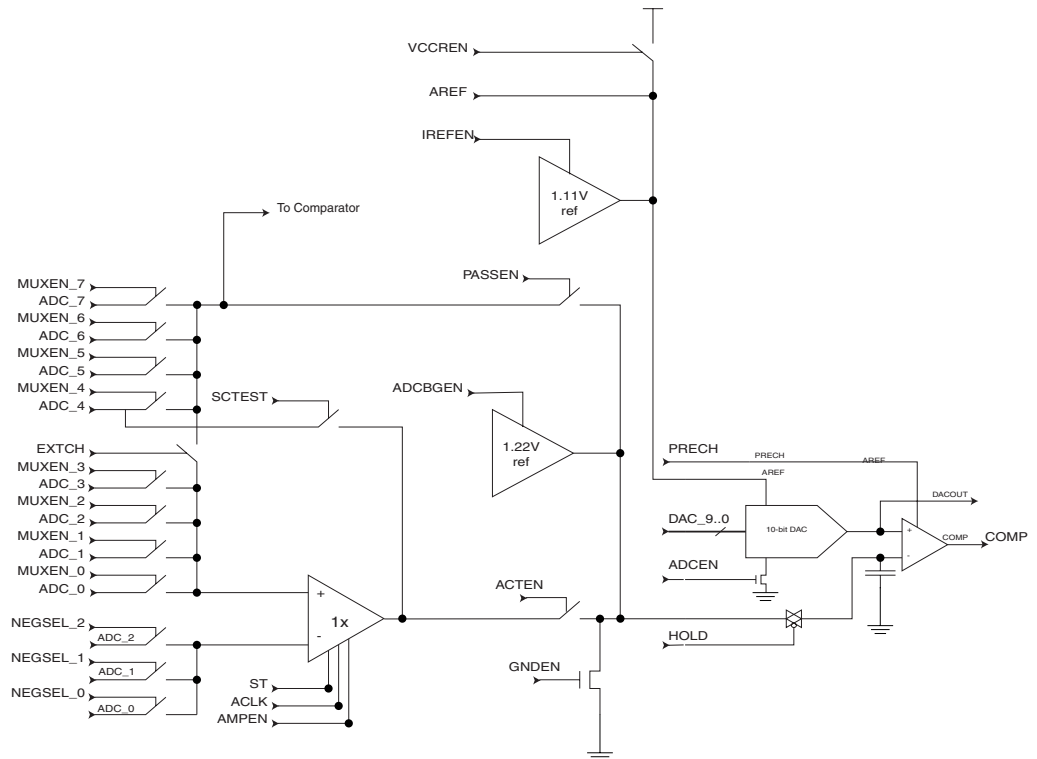 VCCREN
AREF
IREFEN
1.11V
ref
To Comparator
PASSEN
MUXEN_7
ADC_7
MUXEN_6
ADC_6
MUXEN_5
ADC_5
MUXEN_4
ADC_4
SCTEST
ADCBGEN
1.22V
ref
EXTCH
MUXEN_3
ADC_3
MUXEN_2
ADC_2
MUXEN_1
ADC_1
MUXEN_0
ADC_0
PRECH
PRECH
AREF
AREF
DACOUT
DAC_9..0
10-bit DAC
+
-
COMP
COMP
ADCEN
ACTEN
+
1x
-
NEGSEL_2
ADC_2
NEGSEL_1
ADC_1
NEGSEL_0
ADC_0
HOLD
GNDEN
ST
ACLK
AMPEN